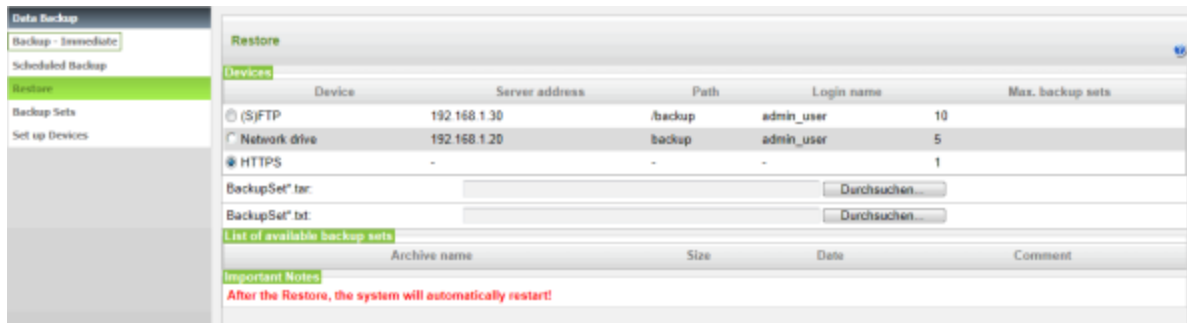 Data Backup
Backup - Immediate
Scheduled Backup
Restore
Backup Sets
Set up Devices
Restore
Devices
Device Server address Path Login name Max. backup sets
(S)FTP 192.168.1.30 /backup admin_user 10
Network drive 192.168.1.20 backup admin_user 5
HTTPS - - - 1
BackupSet*.tar: Durchsuchen...
BackupSet*.txt: Durchsuchen...
List of available backup sets
Archive name Size Date Comment
Important Notes
After the Restore, the system will automatically restart!